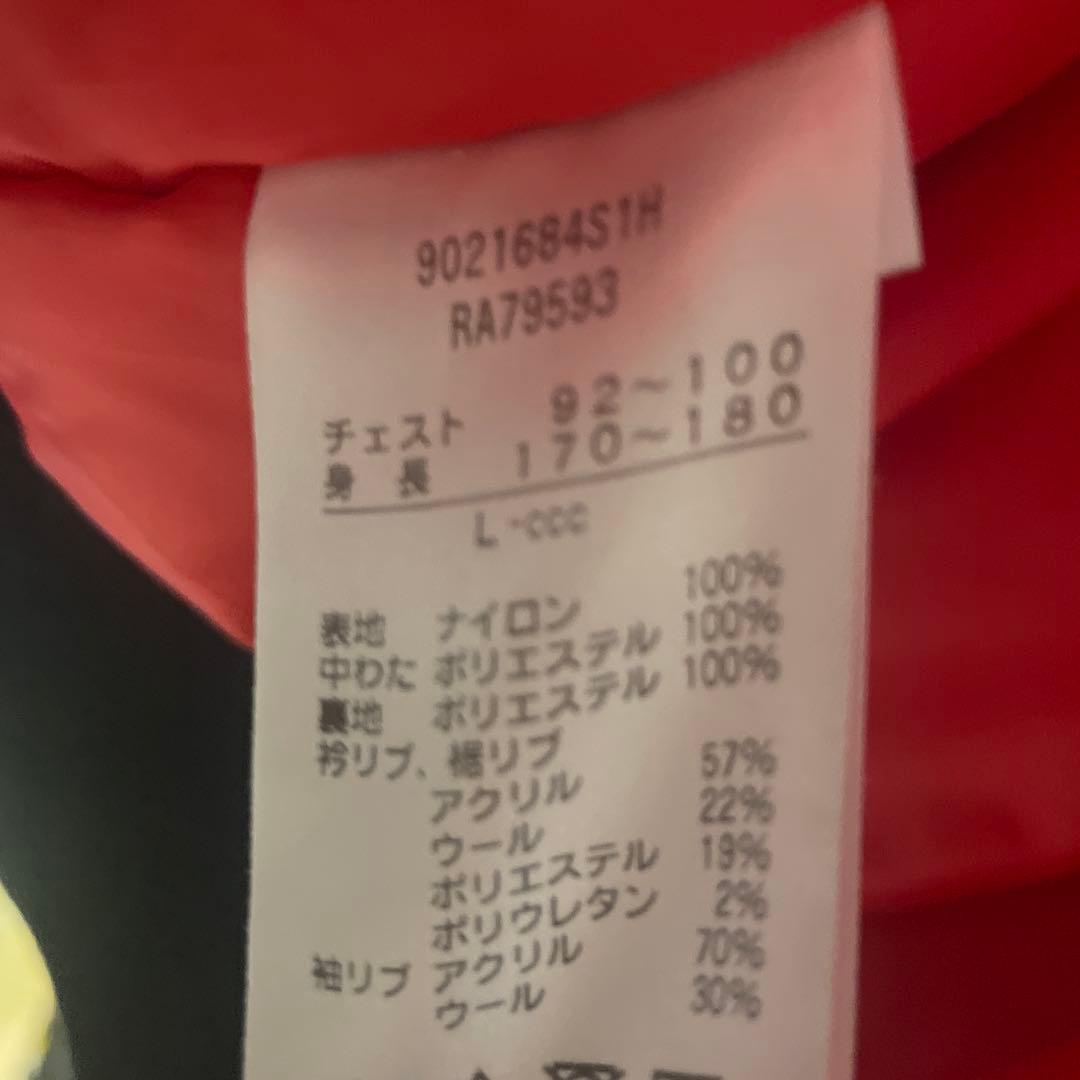 9021684S1H
RA79593
チェスト 92～100
身長 170～180
L-ccc
表地 ナイロン 100%
中わた ポリエステル 100%
裏地 ポリエステル 100%
衿リブ、裾リブ
アクリル 57%
ウール 22%
ポリエステル 19%
ポリウレタン 2%
袖リブ アクリル 70%
ウール 30%